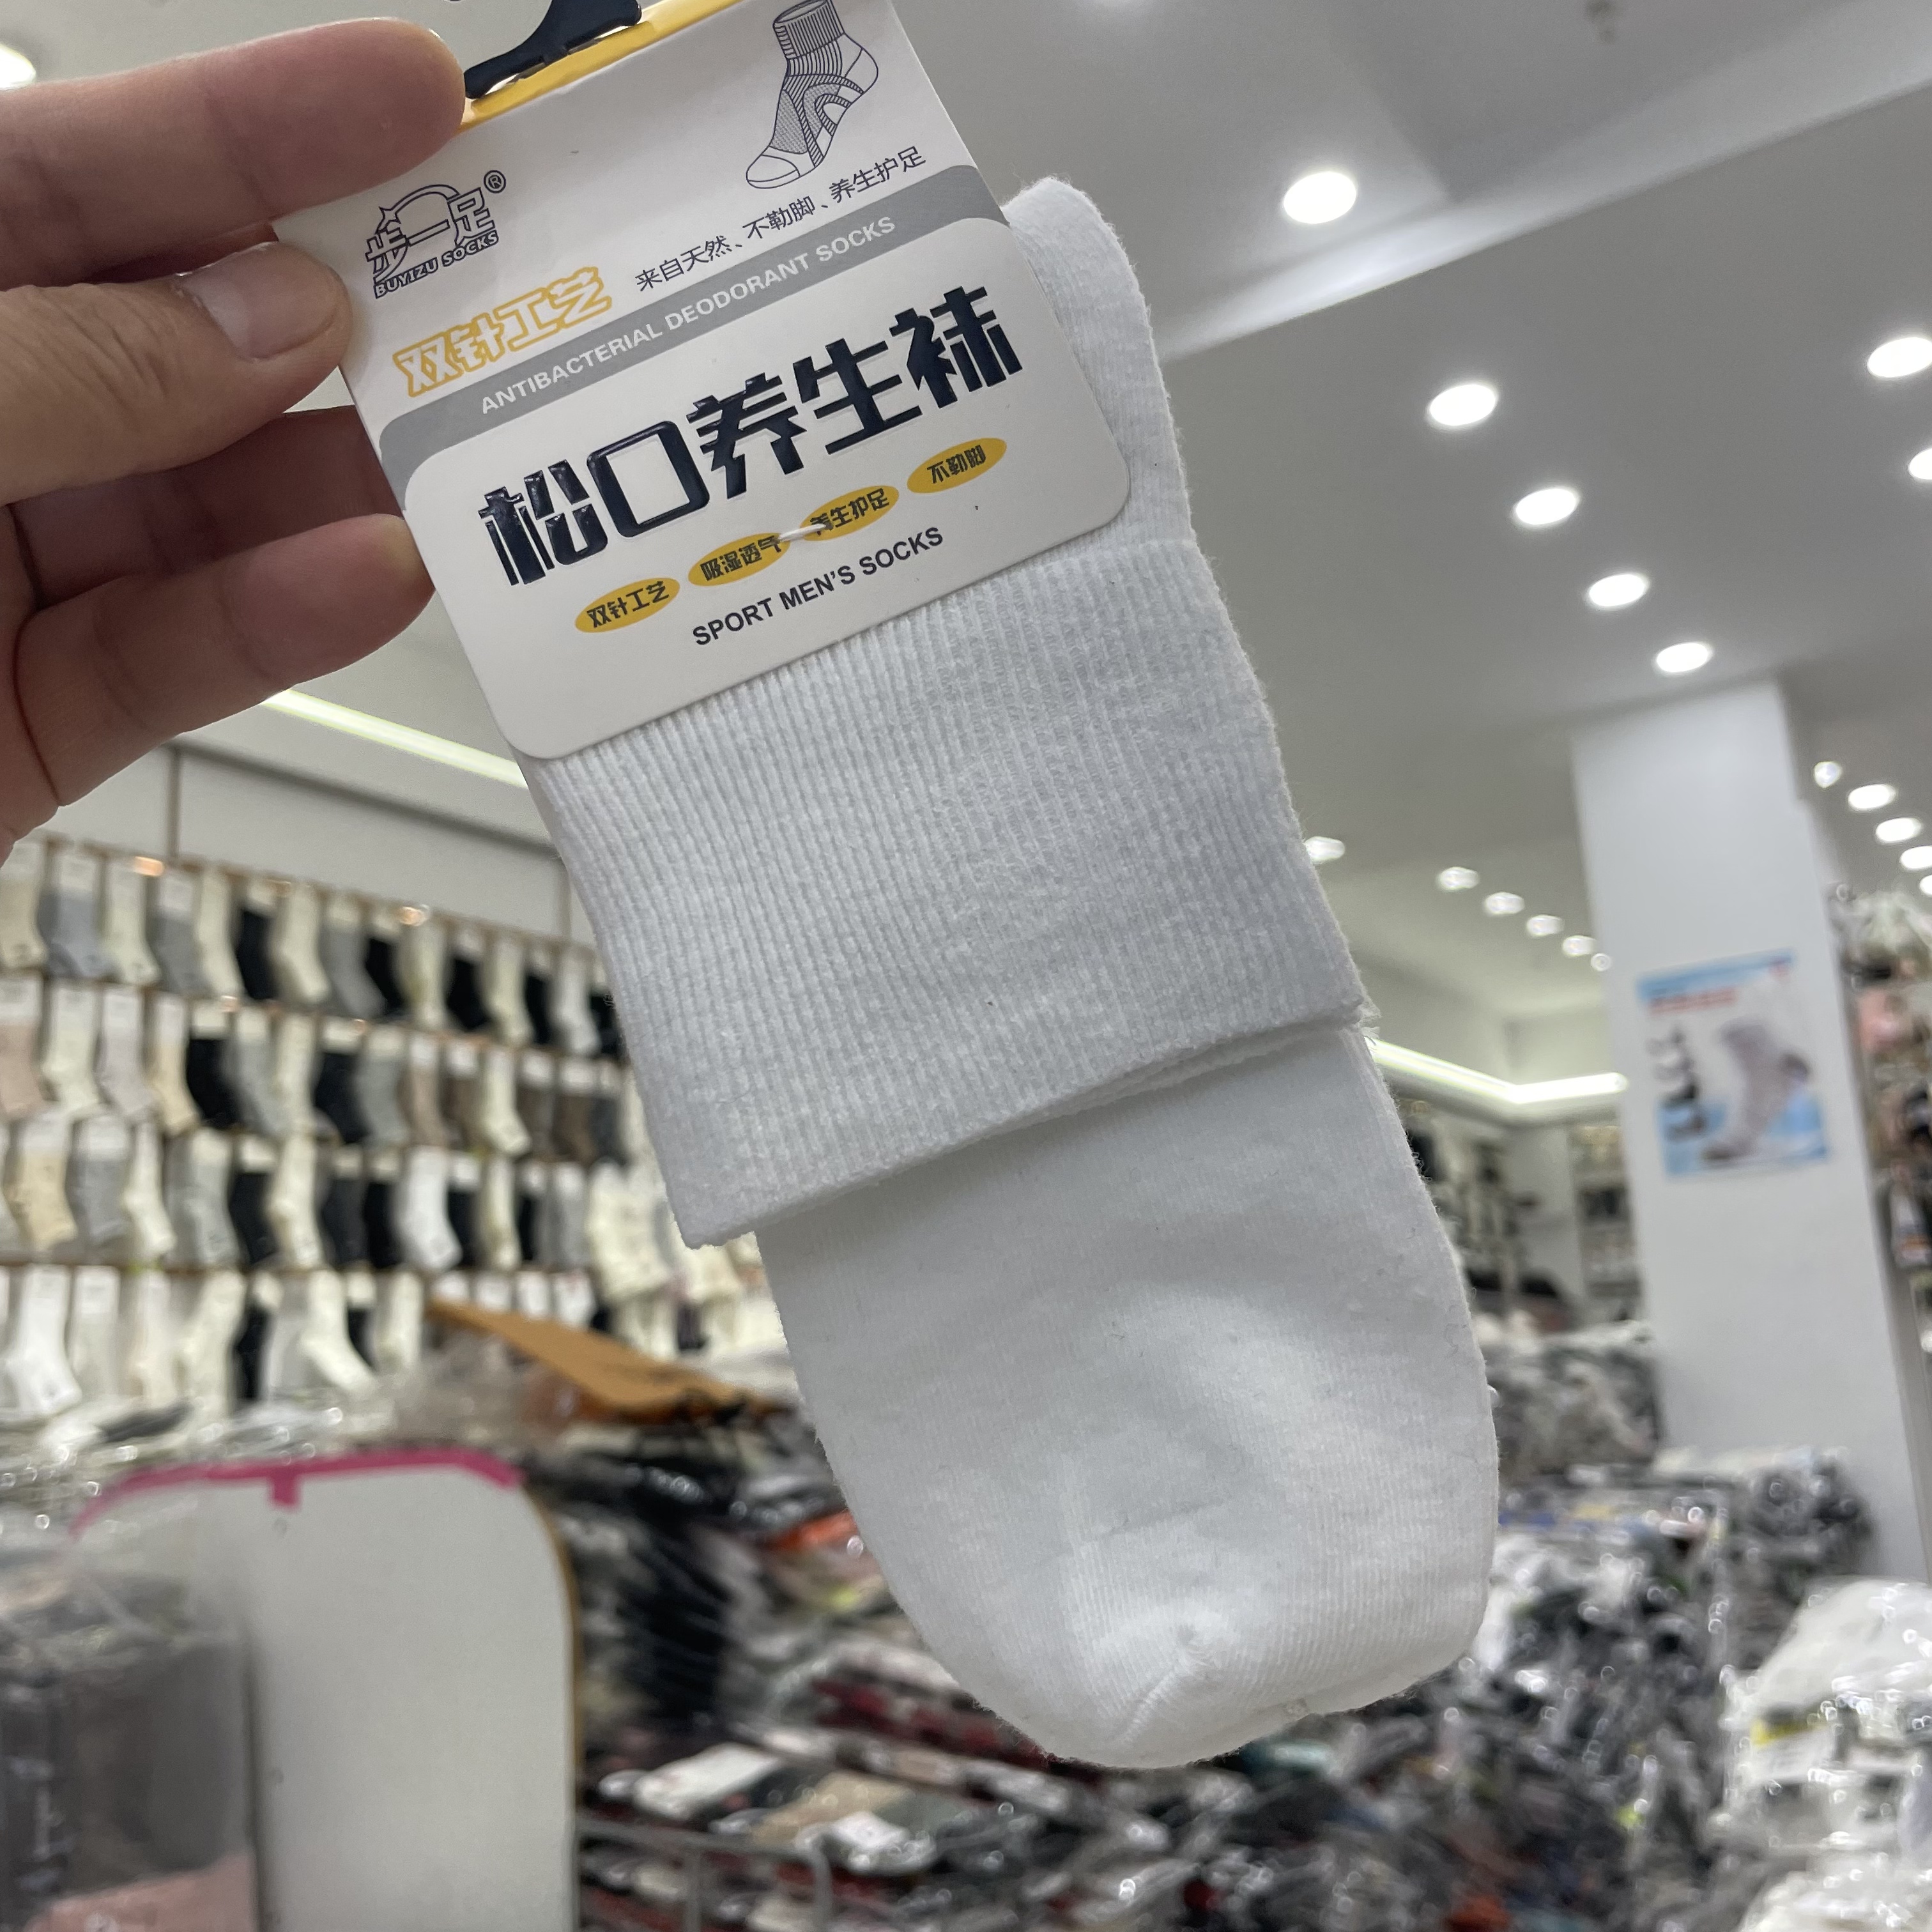 步一足®
BUYIZU SOCKS
双针工艺
来自天然、不勒脚、养生护足
ANTIBACTERIAL DEODORANT SOCKS
松口养生袜
双针工艺 吸湿透气 养生护足 不勒脚
SPORT MEN'S SOCKS